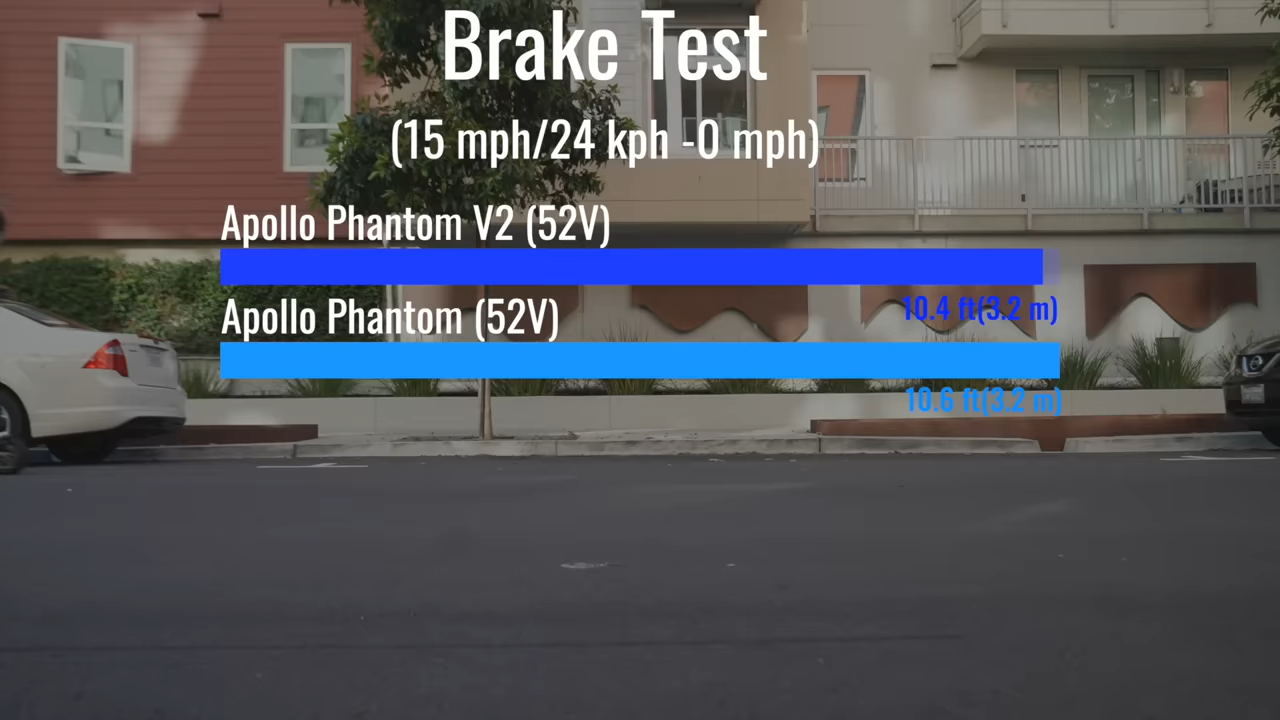 Brake Test
(15 mph/24 kph -0 mph)
Apollo Phantom V2 (52V)
10.4 ft(3.2 m)
Apollo Phantom (52V)
10.6 ft(3.2 m)